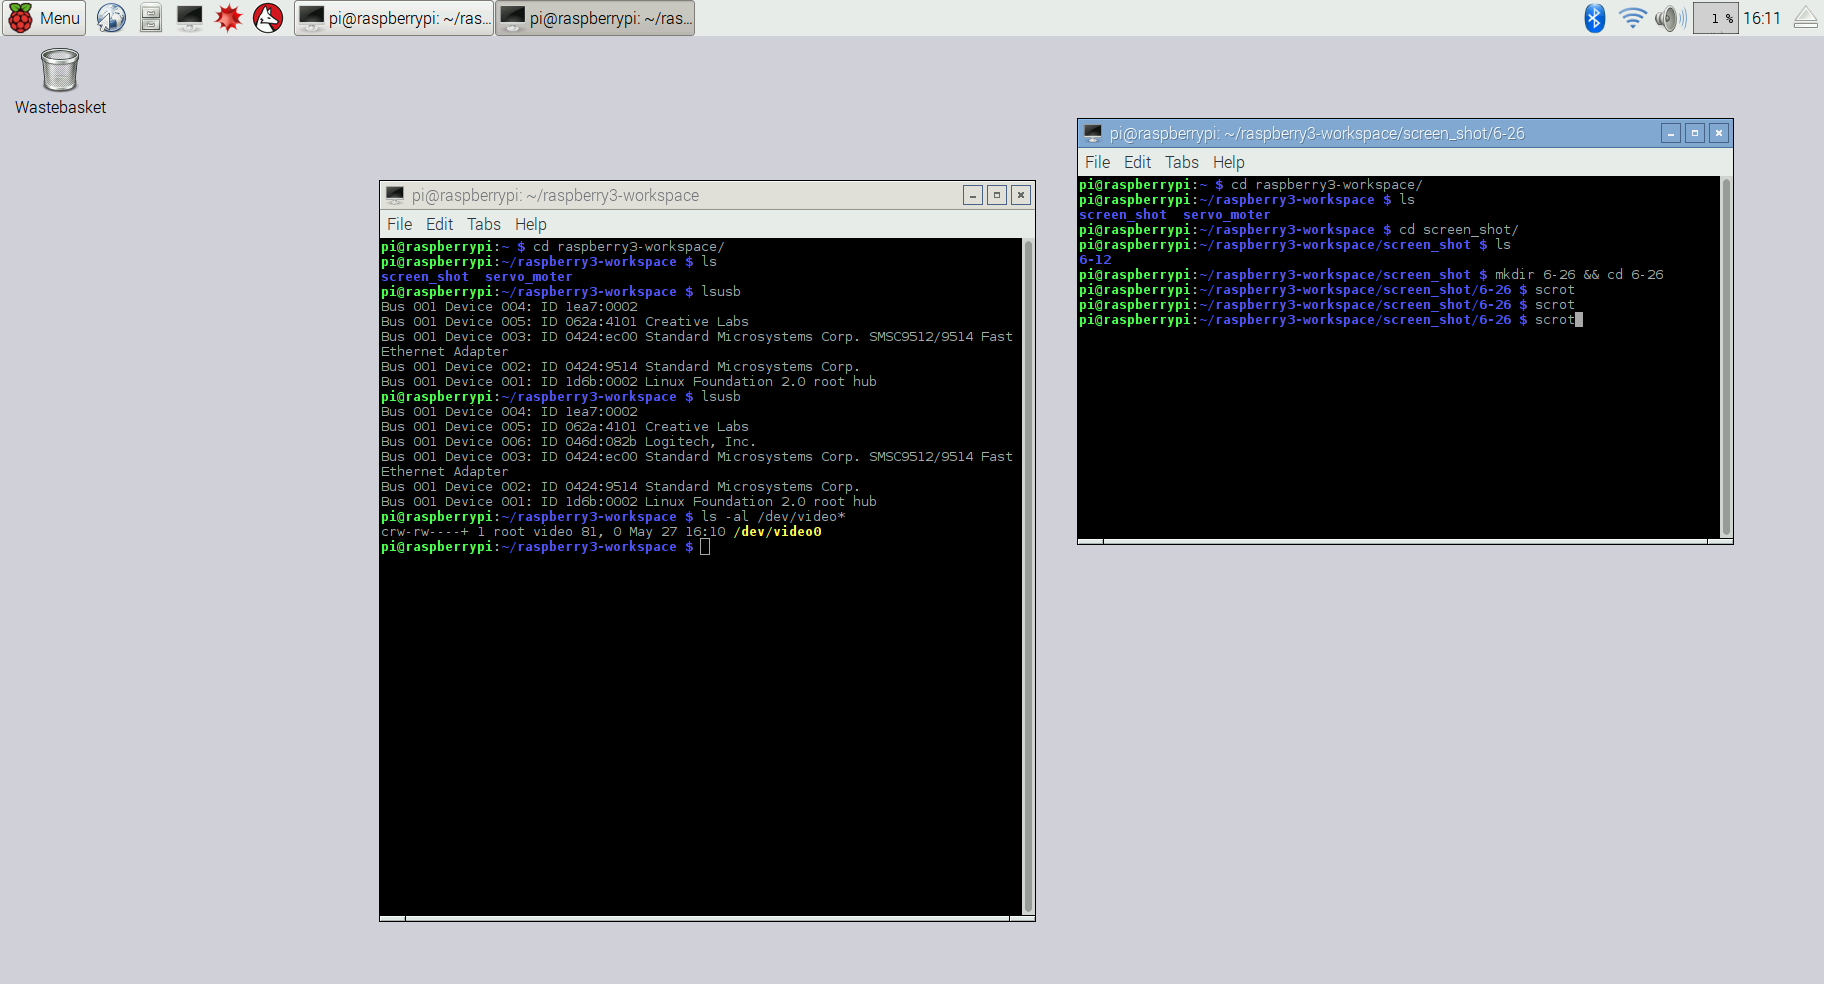 Menu
pi@raspberrypi: ~/ras...
pi@raspberrypi: ~/ras...
1 %
16:11
Wastebasket
pi@raspberrypi: ~/raspberry3-workspace
File Edit Tabs Help
pi@raspberrypi:~ $ cd raspberry3-workspace/
pi@raspberrypi:~/raspberry3-workspace $ ls
screen_shot  servo_moter
pi@raspberrypi:~/raspberry3-workspace $ lsusb
Bus 001 Device 004: ID 1ea7:0002
Bus 001 Device 005: ID 062a:4101 Creative Labs
Bus 001 Device 003: ID 0424:ec00 Standard Microsystems Corp. SMSC9512/9514 Fast
Ethernet Adapter
Bus 001 Device 002: ID 0424:9514 Standard Microsystems Corp.
Bus 001 Device 001: ID 1d6b:0002 Linux Foundation 2.0 root hub
pi@raspberrypi:~/raspberry3-workspace $ lsusb
Bus 001 Device 004: ID 1ea7:0002
Bus 001 Device 005: ID 062a:4101 Creative Labs
Bus 001 Device 006: ID 046d:082b Logitech, Inc.
Bus 001 Device 003: ID 0424:ec00 Standard Microsystems Corp. SMSC9512/9514 Fast
Ethernet Adapter
Bus 001 Device 002: ID 0424:9514 Standard Microsystems Corp.
Bus 001 Device 001: ID 1d6b:0002 Linux Foundation 2.0 root hub
pi@raspberrypi:~/raspberry3-workspace $ ls -al /dev/video*
crw-rw----+ 1 root video 81, 0 May 27 16:10 /dev/video0
pi@raspberrypi:~/raspberry3-workspace $
pi@raspberrypi: ~/raspberry3-workspace/screen_shot/6-26
File Edit Tabs Help
pi@raspberrypi:~ $ cd raspberry3-workspace/
pi@raspberrypi:~/raspberry3-workspace $ ls
screen_shot  servo_moter
pi@raspberrypi:~/raspberry3-workspace $ cd screen_shot/
pi@raspberrypi:~/raspberry3-workspace/screen_shot $ ls
6-12
pi@raspberrypi:~/raspberry3-workspace/screen_shot $ mkdir 6-26 && cd 6-26
pi@raspberrypi:~/raspberry3-workspace/screen_shot/6-26 $ scrot
pi@raspberrypi:~/raspberry3-workspace/screen_shot/6-26 $ scrot
pi@raspberrypi:~/raspberry3-workspace/screen_shot/6-26 $ scrot